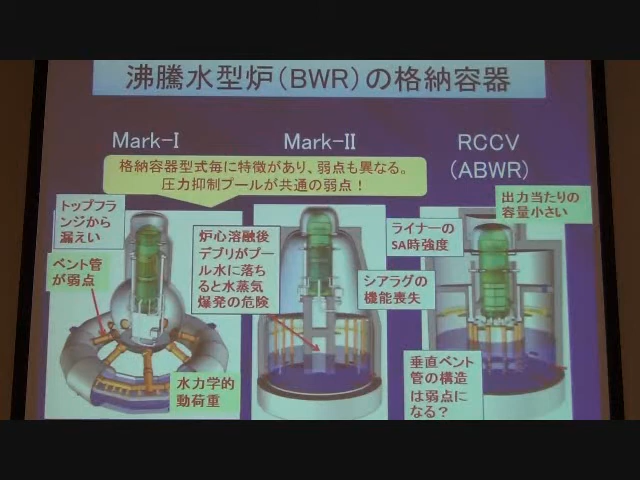 沸騰水型炉（BWR）の格納容器
Mark-Ⅰ
Mark-Ⅱ
RCCV
(ABWR)
格納容器型式毎に特徴があり、弱点も異なる。
圧力抑制プールが共通の弱点！
出力当たりの
容量小さい
トップフラ
ンジから
漏えい
ベント管
が弱点
水力学的
動荷重
炉心溶融後
デブリがプー
ル水に落ち
ると水蒸気
爆発の危険
ライナーの
SA時強度
シアラグの
機能喪失
垂直ベント
管の構造
は弱点に
なる？